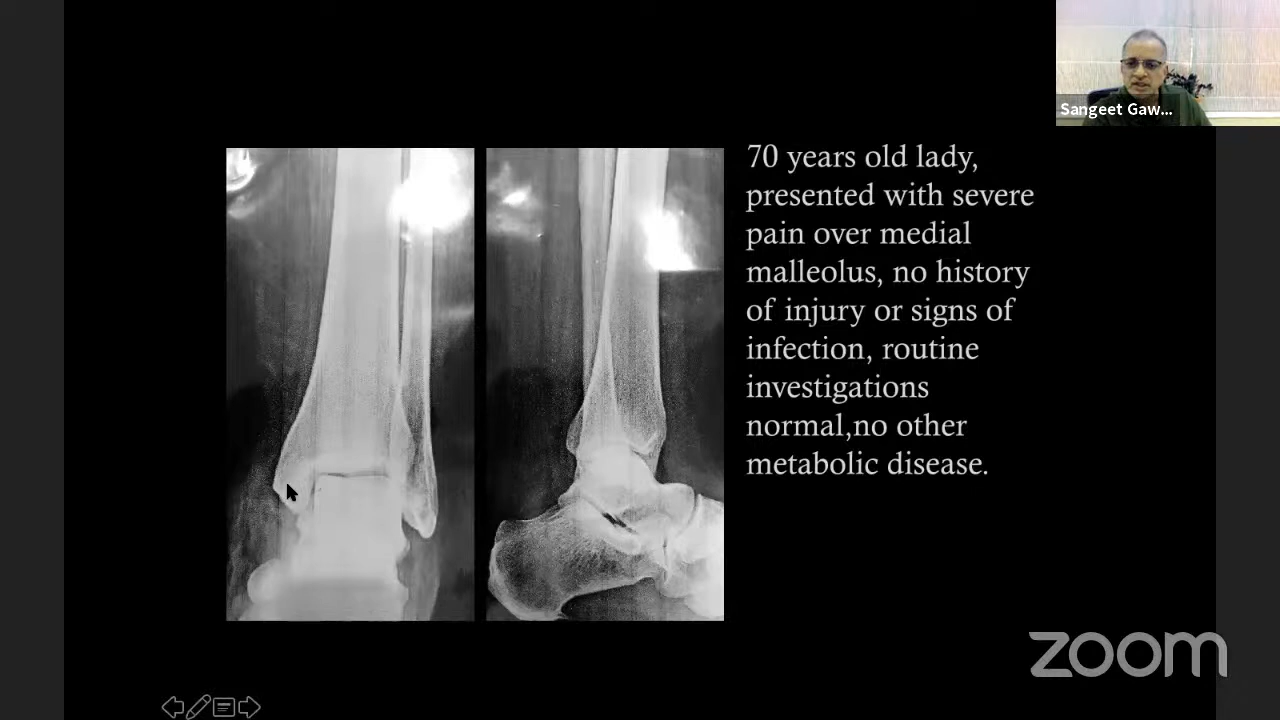 Sangeet Gaw...
70 years old lady,
presented with severe
pain over medial
malleolus, no history
of injury or signs of
infection, routine
investigations
normal,no other
metabolic disease.
zoom